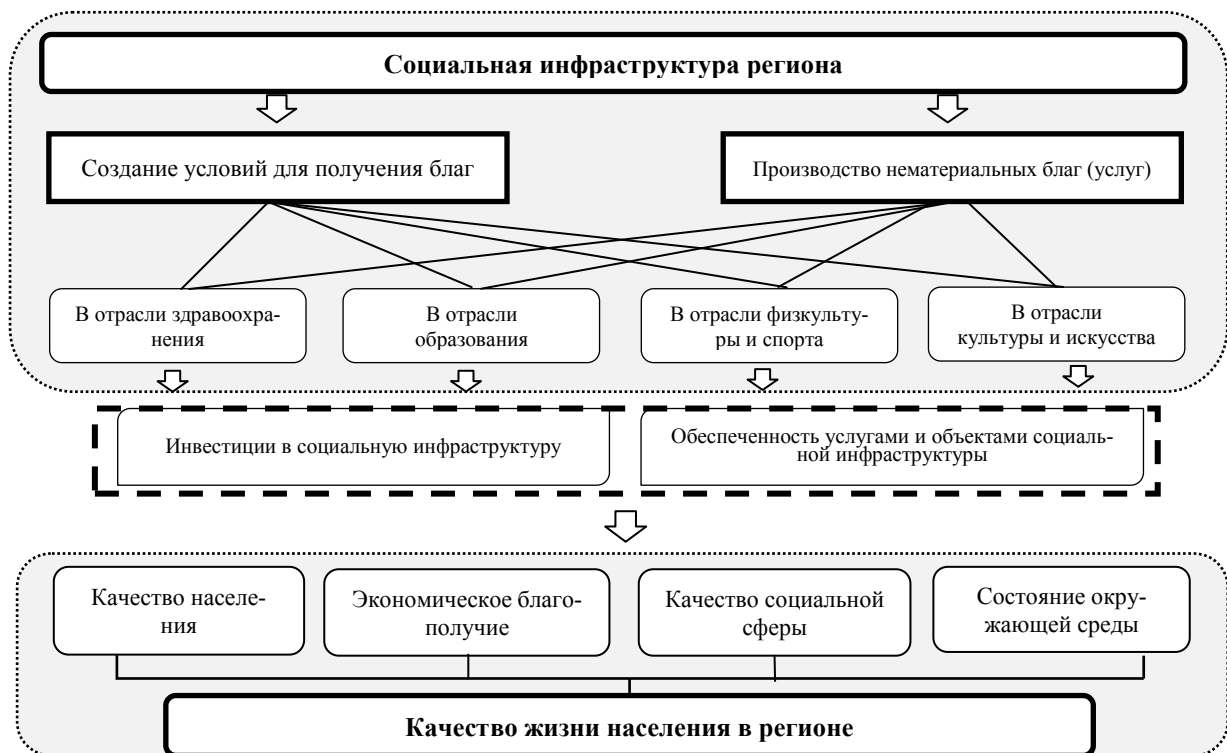 Социальная инфраструктура региона
Создание условий для получения благ
Производство нематериальных благ (услуг)
В отрасли здравоохра-
нения
В отрасли
образования
В отрасли физкульту-
ры и спорта
В отрасли
культуры и искусства
Инвестиции в социальную инфраструктуру
Обеспеченность услугами и объектами социаль-
ной инфраструктуры
Качество населе-
ния
Экономическое благо-
получие
Качество социальной
сферы
Состояние окру-
жающей среды
Качество жизни населения в регионе